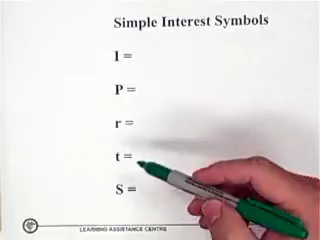 Simple Interest Symbols
I =
P =
r =
t =
S =
LEARNING ASSISTANCE CENTRE